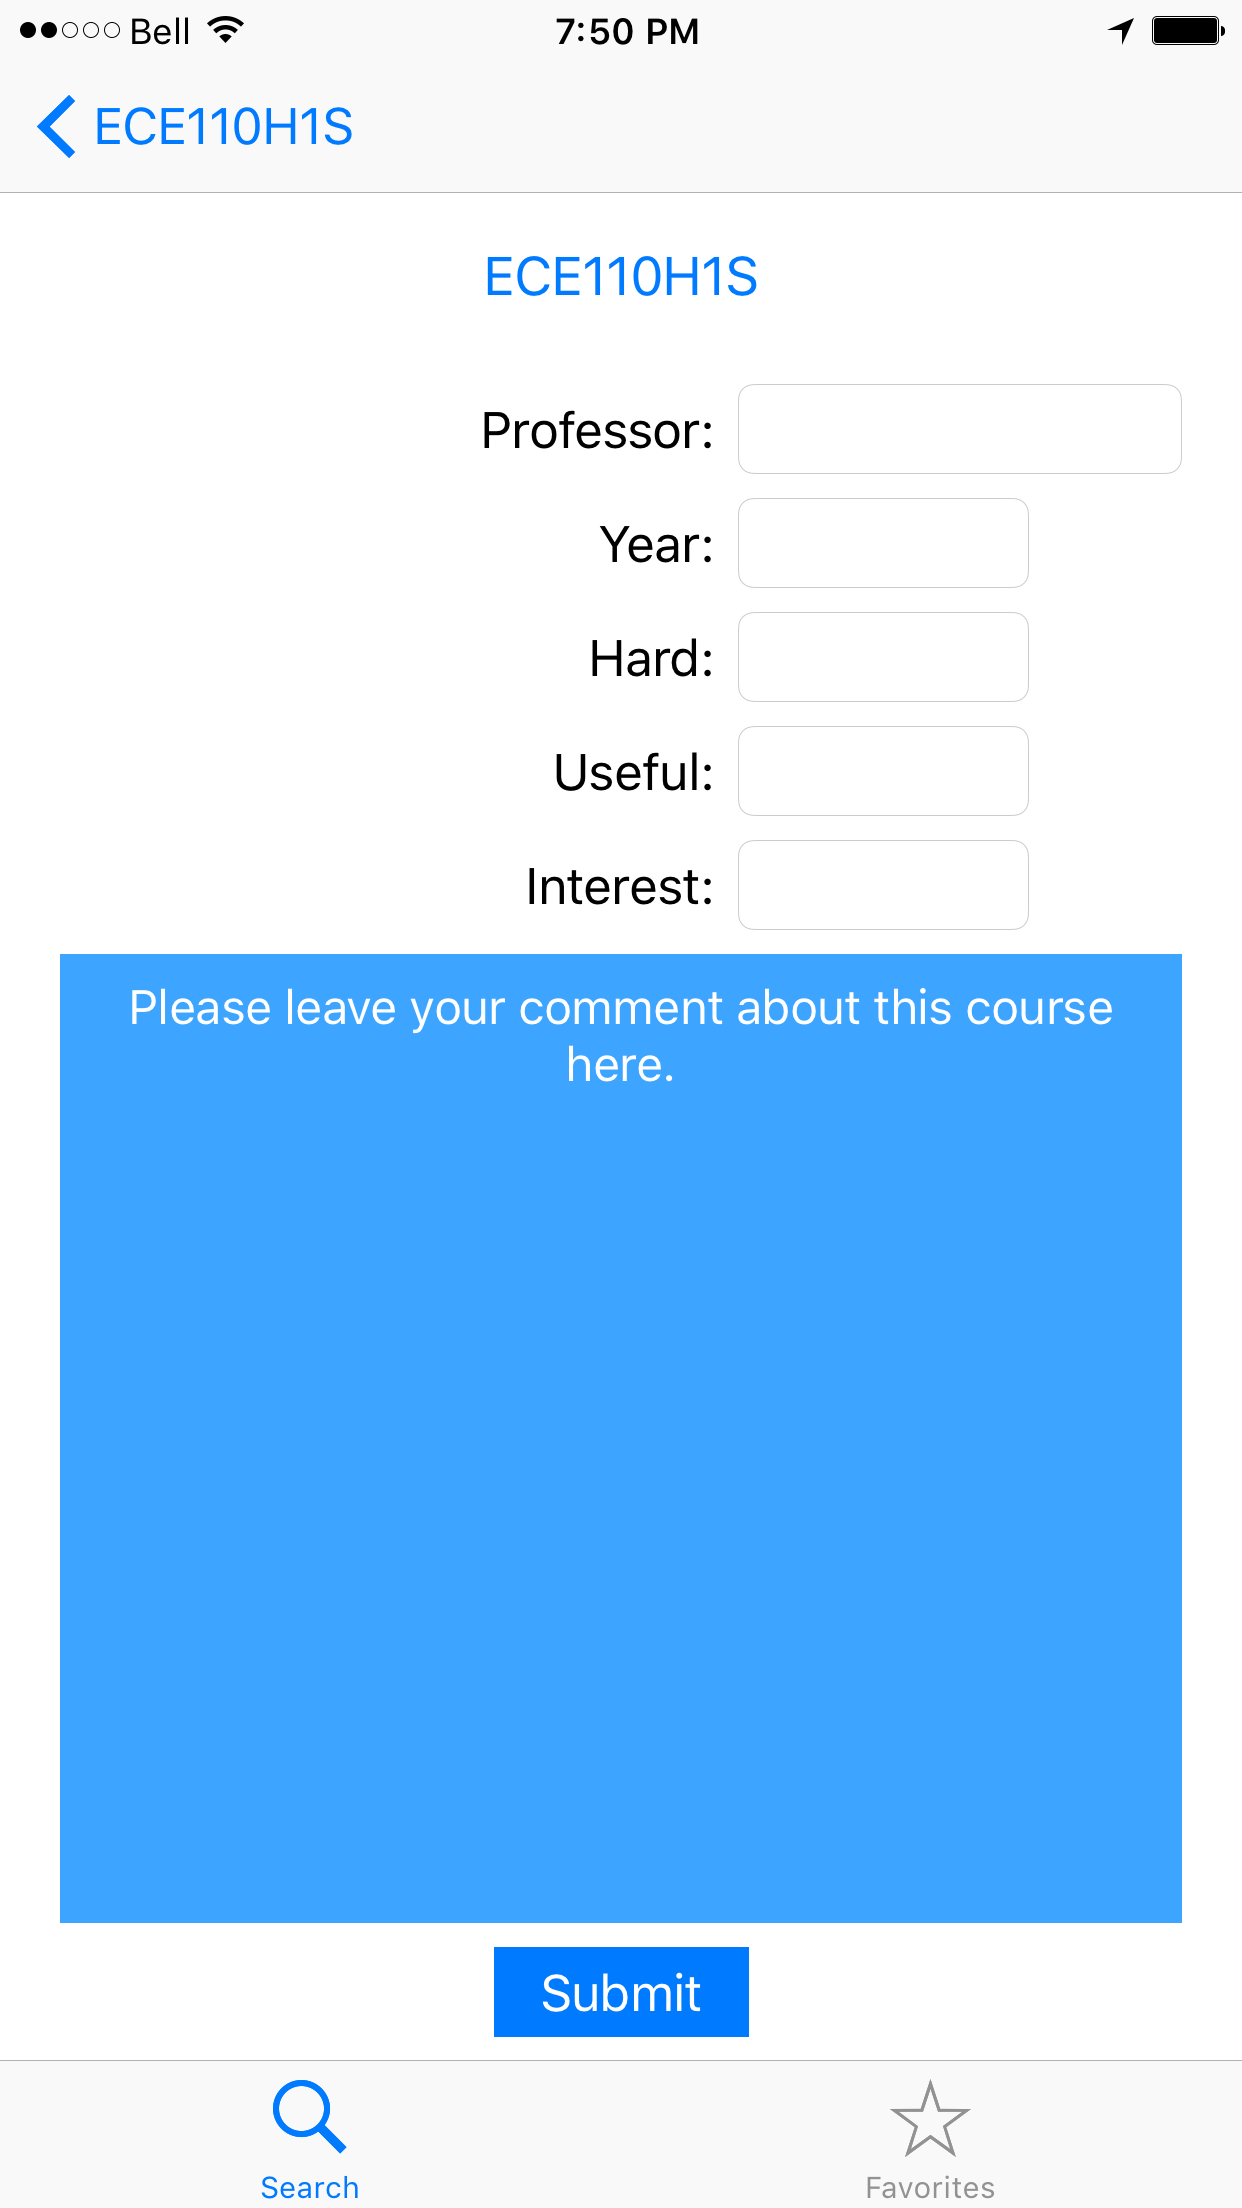 Bell 7:50 PM
ECE110H1S
ECE110H1S
Professor:
Year:
Hard:
Useful:
Interest:
Please leave your comment about this course
here.
Submit
Search Favorites